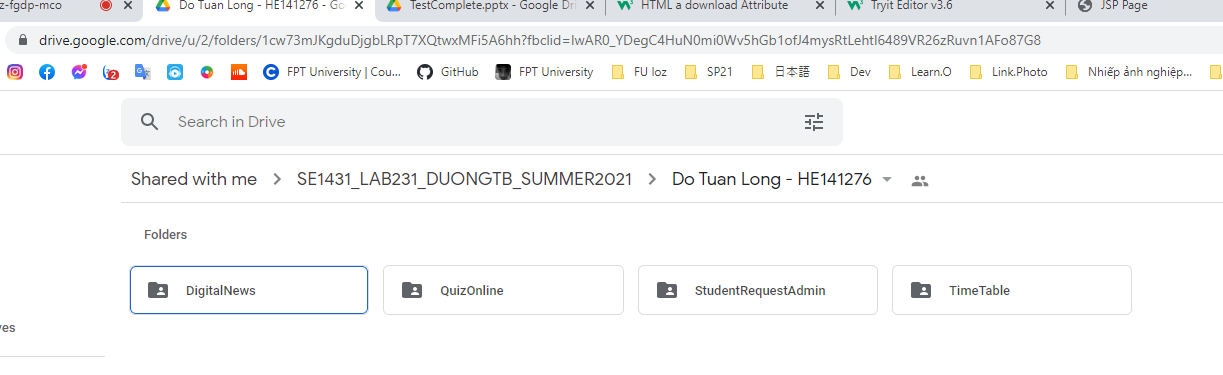 z-fgdp-mco
Do Tuan Long - HE141276 - Go
TestComplete.pptx - Google Dri
HTML a download Attribute
Tryit Editor v3.6
JSP Page
drive.google.com/drive/u/2/folders/1cw73mJKgduDjgbLRpT7XQtwxMFi5A6hh?fbclid=IwAR0_YDegC4HuN0mi0Wv5hGb1ofJ4mysRtLehtI6489VR26zRuvn1AFo87G8
2
FPT University | Cou...
GitHub
FPT University
FU loz
SP21
日本語
Dev
Learn.O
Link.Photo
Nhiếp ảnh nghiệp...
Search in Drive
Shared with me > SE1431_LAB231_DUONGTB_SUMMER2021 > Do Tuan Long - HE141276
Folders
DigitalNews
QuizOnline
StudentRequestAdmin
TimeTable
ves